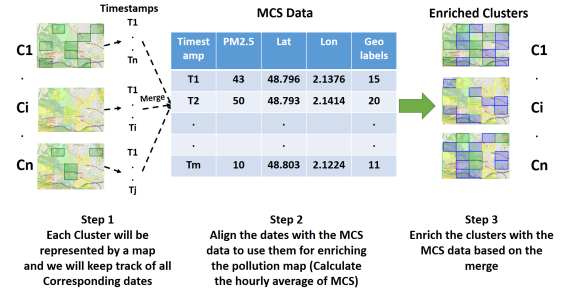 Timestamps
MCS Data
Enriched Clusters
C1
.
Ci
.
Cn
T1
.
.
Tn
T1
.
Ti
T1
.
.
Tj
Merge
Timest
amp
PM2.5
Lat
Lon
Geo
labels
T1 43 48.796 2.1376 15
T2 50 48.793 2.1414 20
. . . . .
. . . . .
Tm 10 48.803 2.1224 11
C1
.
Ci
.
Cn
Step 1
Each Cluster will be
represented by a map
and we will keep track of all
Corresponding dates
Step 2
Align the dates with the MCS
data to use them for enriching
the pollution map (Calculate
the hourly average of MCS)
Step 3
Enrich the clusters with the
MCS data based on the
merge